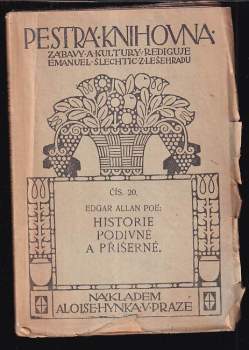 PESTRÁ·KNIHOVNA·
ZÁBAVY·A·KULTURY·REDIGUJE
EMANUEL·ŠLECHTIC·Z·LEŠEHRADU
ČÍS. 20.
EDGAR ALLAN POË:
HISTORIE
PODIVNÉ
A PŘÍŠERNÉ.
NÁKLADEM
ALOISE·HYNKA·V·PRAZE